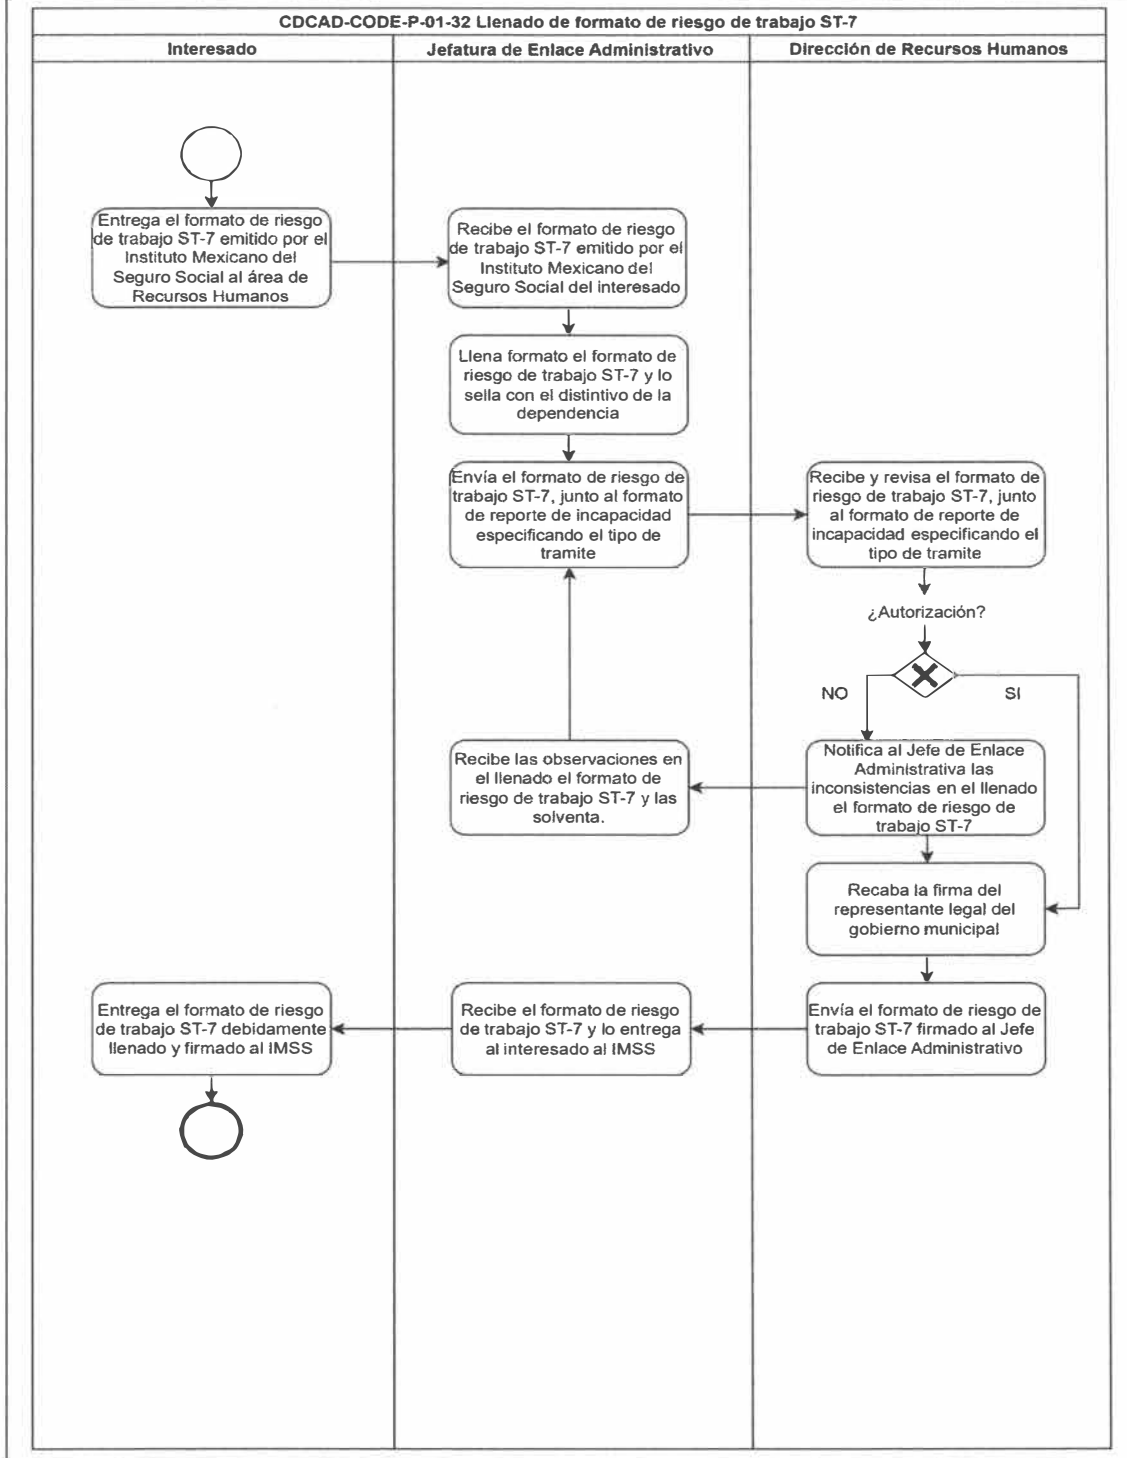 CDCAD-CODE-P-01-32 Llenado de formato de riesgo de trabajo ST-7
Interesado
Jefatura de Enlace Administrativo
Dirección de Recursos Humanos
Entrega el formato de riesgo
de trabajo ST-7 emitido por el
Instituto Mexicano del
Seguro Social al área de
Recursos Humanos
Recibe el formato de riesgo
de trabajo ST-7 emitido por el
Instituto Mexicano del
Seguro Social del interesado
Llena formato el formato de
riesgo de trabajo ST-7 y lo
sella con el distintivo de la
dependencia
Envía el formato de riesgo de
trabajo ST-7, junto al formato
de reporte de incapacidad
especificando el tipo de
tramite
Recibe y revisa el formato de
riesgo de trabajo ST-7, junto
al formato de reporte de
incapacidad especificando el
tipo de tramite
¿Autorización?
NO
SI
Notifica al Jefe de Enlace
Administrativa las
inconsistencias en el llenado
el formato de riesgo de
trabajo ST-7
Recibe las observaciones en
el llenado el formato de
riesgo de trabajo ST-7 y las
solventa.
Recaba la firma del
representante legal del
gobierno municipal
Envía el formato de riesgo de
trabajo ST-7 firmado al Jefe
de Enlace Administrativo
Recibe el formato de riesgo
de trabajo ST-7 y lo entrega
al interesado al IMSS
Entrega el formato de riesgo
de trabajo ST-7 debidamente
llenado y firmado al IMSS